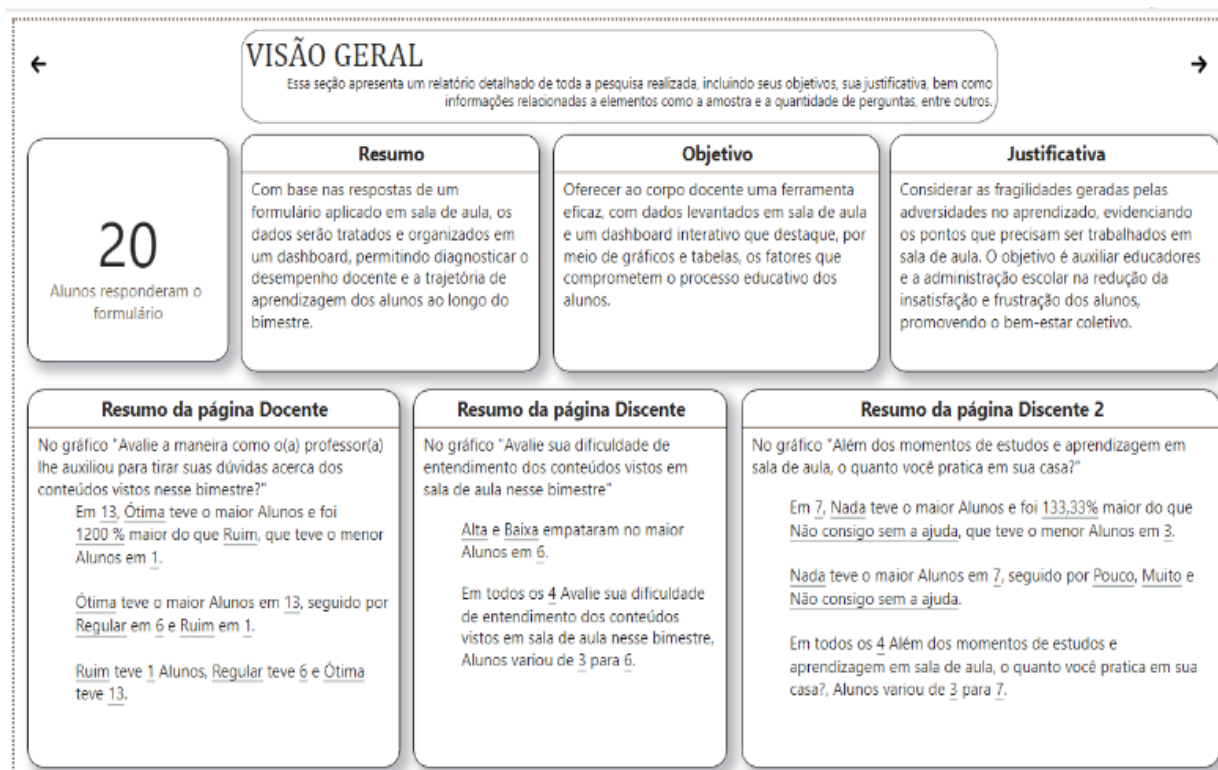 VISÃO GERAL
Essa seção apresenta um relatório detalhado de toda a pesquisa realizada, incluindo seus objetivos, sua justificativa, bem como
informações relacionadas a elementos como a amostra e a quantidade de perguntas, entre outros.
20
Alunos responderam o
formulário
Resumo
Com base nas respostas de um
formulário aplicado em sala de aula, os
dados serão tratados e organizados em
um dashboard, permitindo diagnosticar o
desempenho docente e a trajetória de
aprendizagem dos alunos ao longo do
bimestre.
Objetivo
Oferecer ao corpo docente uma ferramenta
eficaz, com dados levantados em sala de aula
e um dashboard interativo que destaque, por
meio de gráficos e tabelas, os fatores que
comprometem o processo educativo dos
alunos.
Justificativa
Considerar as fragilidades geradas pelas
adversidades no aprendizado, evidenciando
os pontos que precisam ser trabalhados em
sala de aula. O objetivo é auxiliar educadores
e a administração escolar na redução da
insatisfação e frustração dos alunos,
promovendo o bem-estar coletivo.
Resumo da página Docente
No gráfico "Avalie a maneira como o(a) professor(a)
lhe auxiliou para tirar suas dúvidas acerca dos
conteúdos vistos nesse bimestre?"
Em 13, Ótima teve o maior Alunos e foi
1200 % maior do que Ruim, que teve o menor
Alunos em 1.
Ótima teve o maior Alunos em 13, seguido por
Regular em 6 e Ruim em 1.
Ruim teve 1 Alunos, Regular teve 6 e Ótima
teve 13.
Resumo da página Discente
No gráfico "Avalie sua dificuldade de
entendimento dos conteúdos vistos em
sala de aula nesse bimestre"
Alta e Baixa empataram no maior
Alunos em 6.
Em todos os 4 Avalie sua dificuldade
de entendimento dos conteúdos
vistos em sala de aula nesse bimestre,
Alunos variou de 3 para 6.
Resumo da página Discente 2
No gráfico "Além dos momentos de estudos e aprendizagem em
sala de aula, o quanto você pratica em sua casa?"
Em 7, Nada teve o maior Alunos e foi 133,33% maior do que
Não consigo sem a ajuda, que teve o menor Alunos em 3.
Nada teve o maior Alunos em 7, seguido por Pouco, Muito e
Não consigo sem a ajuda.
Em todos os 4 Além dos momentos de estudos e
aprendizagem em sala de aula, o quanto você pratica em sua
casa?, Alunos variou de 3 para 7.